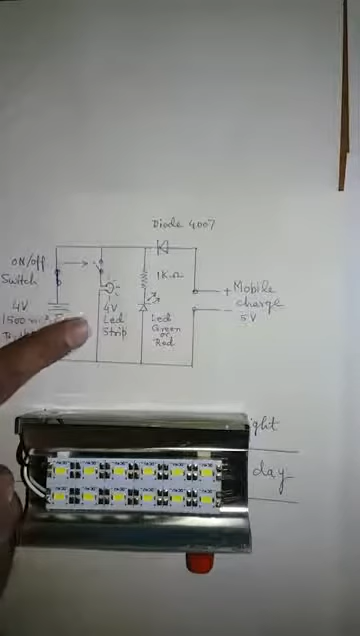 Diode 4007
ON/off
Switch
1K Ω
+ Mobile
charge
- 5V
4V
1500
4V
Led
Strip
Led
Green
or
Red
ight
day